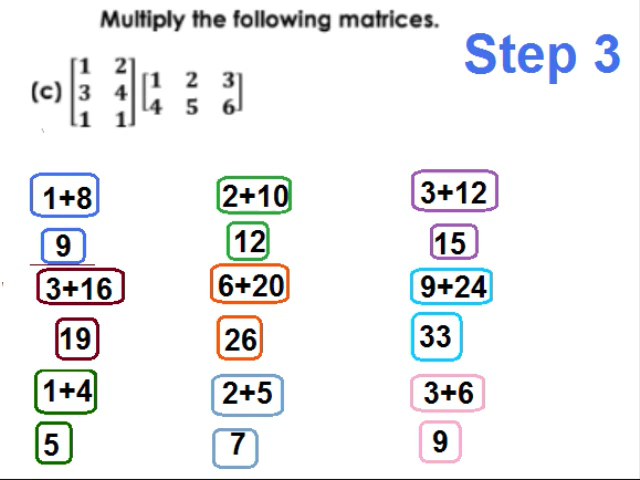 Multiply the following matrices.
Step 3
(c) [1 2] [1 2 3]
[3 4] [4 5 6]
[1 1]
1+8 2+10 3+12
9 12 15
3+16 6+20 9+24
19 26 33
1+4 2+5 3+6
5 7 9